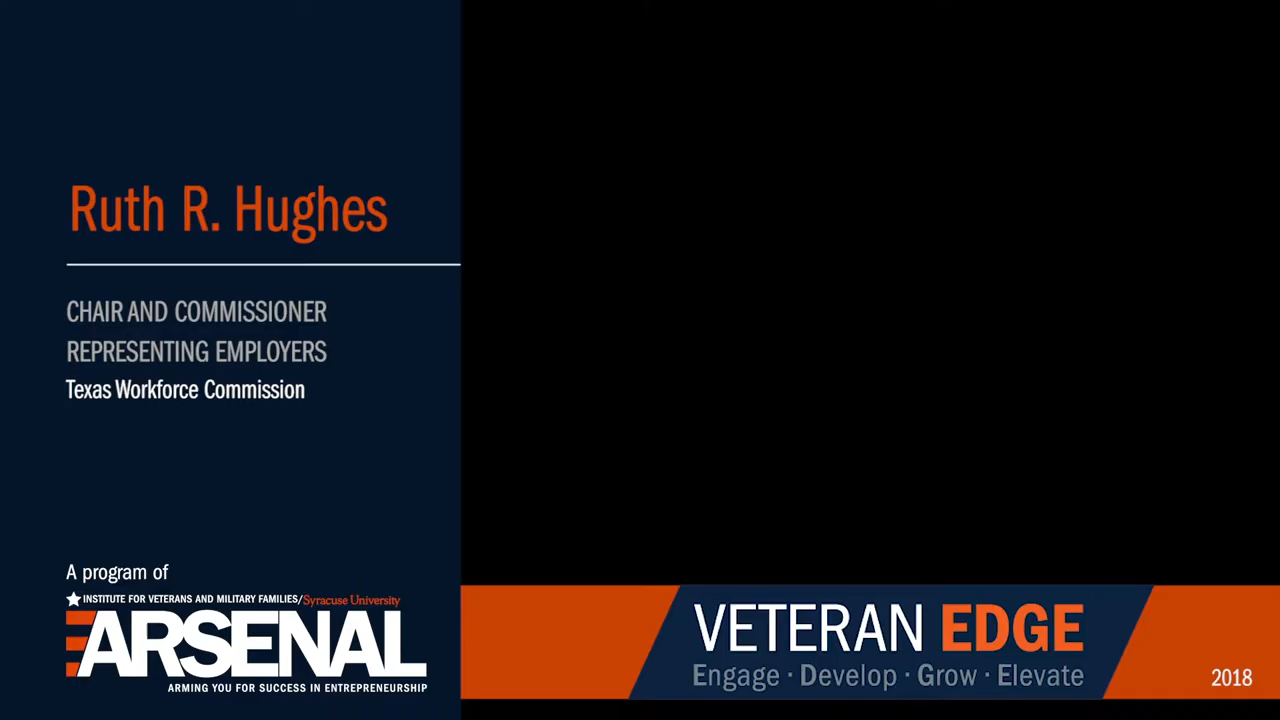 Ruth R. Hughes
CHAIR AND COMMISSIONER
REPRESENTING EMPLOYERS
Texas Workforce Commission
A program of
INSTITUTE FOR VETERANS AND MILITARY FAMILIES/Syracuse University
ARSENAL
ARMING YOU FOR SUCCESS IN ENTREPRENEURSHIP
VETERAN EDGE
Engage · Develop · Grow · Elevate
2018